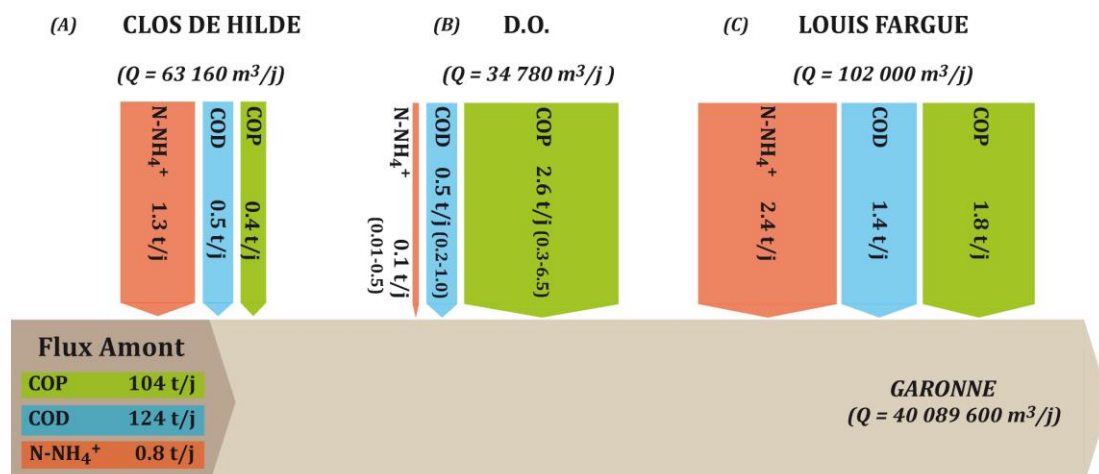 (A) CLOS DE HILDE
(Q = 63 160 m³/j)
N-NH₄⁺ 1.3 t/j
COD 0.5 t/j
COP 0.4 t/j
(B) D.O.
(Q = 34 780 m³/j )
N-NH₄⁺ 0.1 t/j
(0.01-0.5)
COD 0.5 t/j (0.2-1.0)
COP 2.6 t/j (0.3-6.5)
(C) LOUIS FARGUE
(Q = 102 000 m³/j)
N-NH₄⁺ 2.4 t/j
COD 1.4 t/j
COP 1.8 t/j
Flux Amont
COP 104 t/j
COD 124 t/j
N-NH₄⁺ 0.8 t/j
GARONNE
(Q = 40 089 600 m³/j)